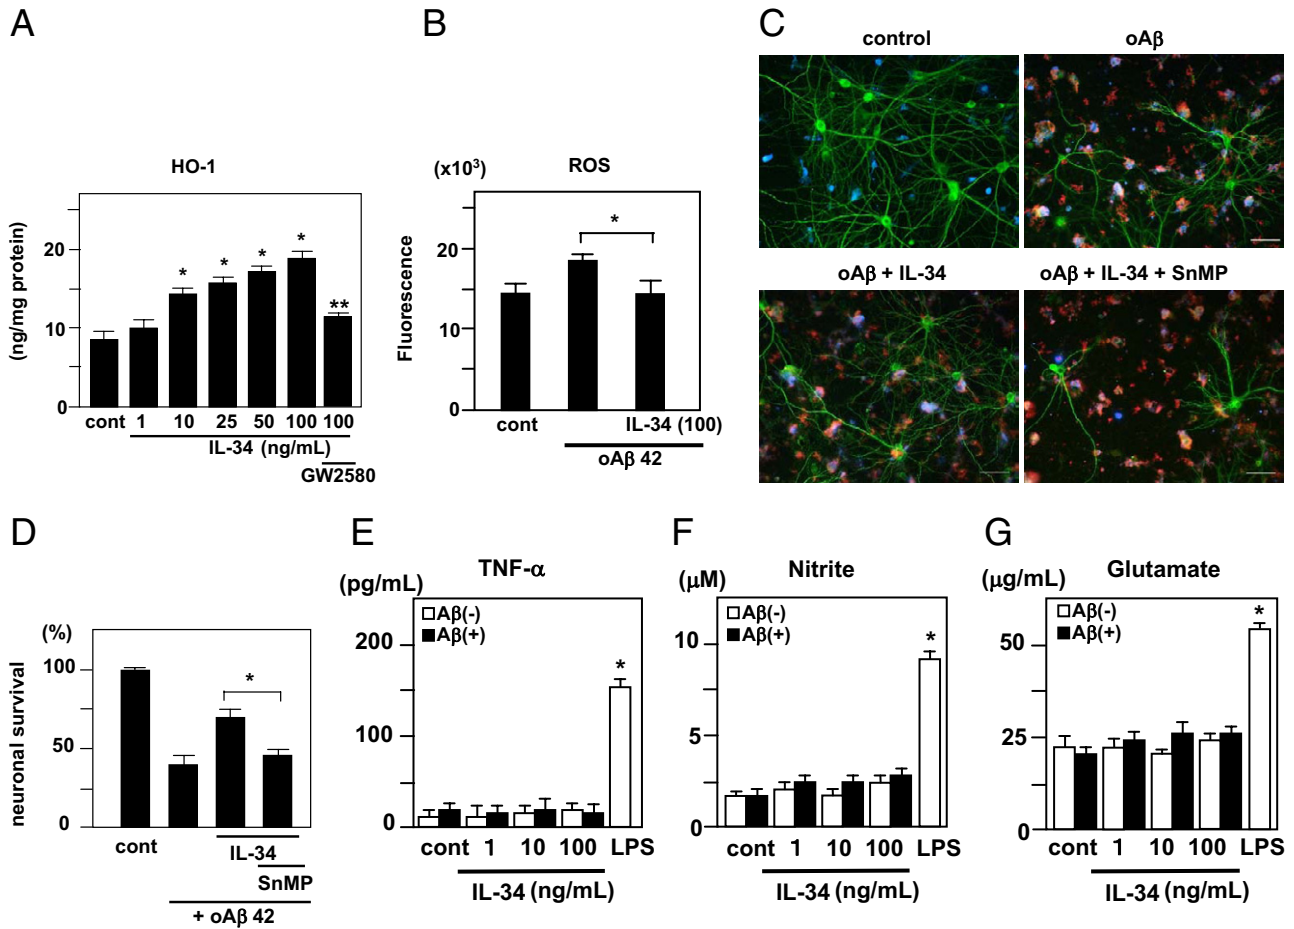 A
HO-1
(ng/mg protein)
20
10
0
*
*
*
*
**
cont 1 10 25 50 100 100
IL-34 (ng/mL)
GW2580
B
(x10³)
ROS
Fluorescence
20
10
0
*
cont IL-34 (100)
oAβ 42
C
control
oAβ
oAβ + IL-34
oAβ + IL-34 + SnMP
D
(%)
neuronal survival
100
50
0
*
cont
IL-34
SnMP
+ oAβ 42
E
(pg/mL)
TNF-α
Aβ(-)
Aβ(+)
200
100
0
*
cont 1 10 100 LPS
IL-34 (ng/mL)
F
(μM)
Nitrite
Aβ(-)
Aβ(+)
10
5
0
*
cont 1 10 100 LPS
IL-34 (ng/mL)
G
(μg/mL)
Glutamate
Aβ(-)
Aβ(+)
50
25
0
*
cont 1 10 100 LPS
IL-34 (ng/mL)